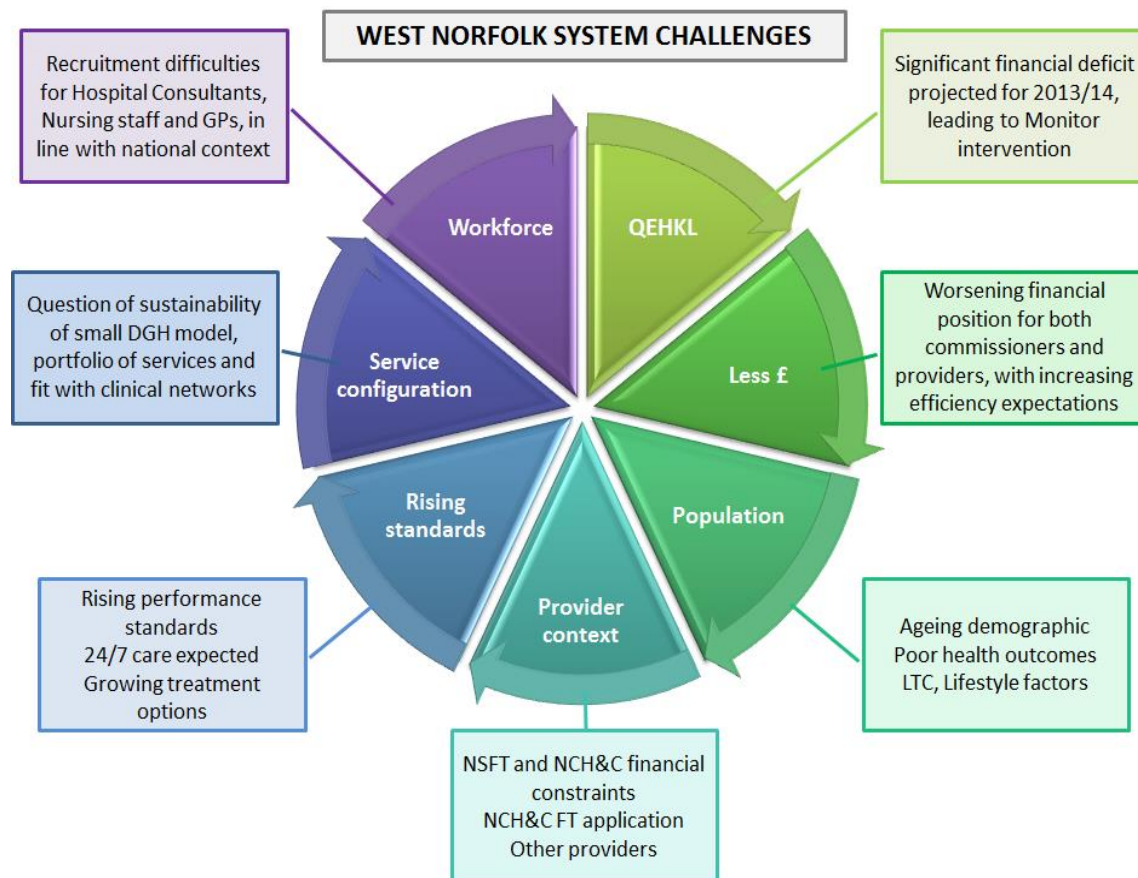 WEST NORFOLK SYSTEM CHALLENGES
Recruitment difficulties
for Hospital Consultants,
Nursing staff and GPs, in
line with national context
Significant financial deficit
projected for 2013/14,
leading to Monitor
intervention
Workforce
QEHKL
Question of sustainability
of small DGH model,
portfolio of services and
fit with clinical networks
Service
configuration
Less £
Worsening financial
position for both
commissioners and
providers, with increasing
efficiency expectations
Rising
standards
Population
Provider
context
Rising performance
standards
24/7 care expected
Growing treatment
options
NSFT and NCH&C financial
constraints
NCH&C FT application
Other providers
Ageing demographic
Poor health outcomes
LTC, Lifestyle factors